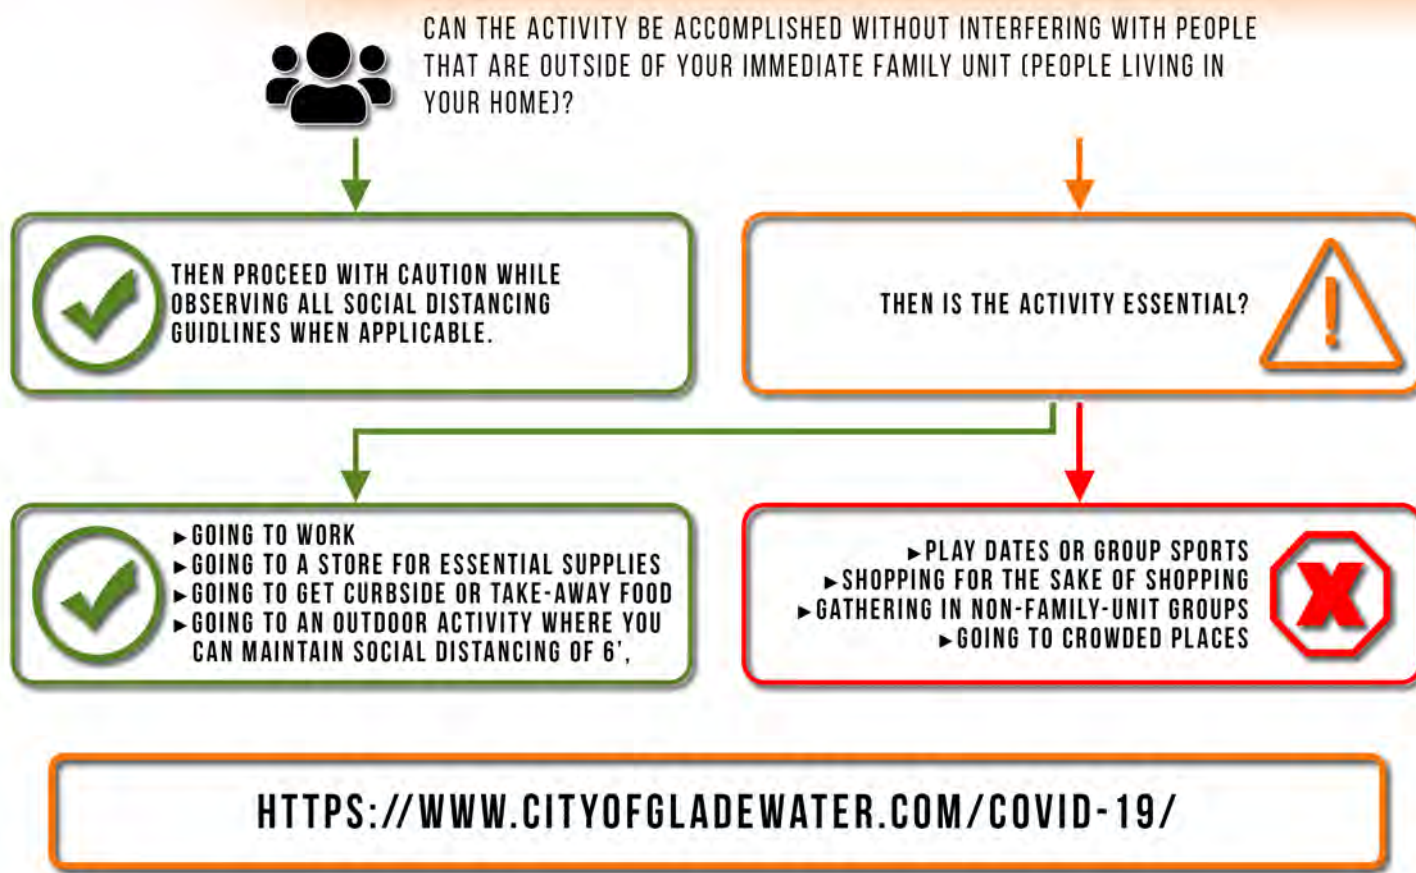 CAN THE ACTIVITY BE ACCOMPLISHED WITHOUT INTERFERING WITH PEOPLE
THAT ARE OUTSIDE OF YOUR IMMEDIATE FAMILY UNIT (PEOPLE LIVING IN
YOUR HOME)?
THEN PROCEED WITH CAUTION WHILE
OBSERVING ALL SOCIAL DISTANCING
GUIDLINES WHEN APPLICABLE.
THEN IS THE ACTIVITY ESSENTIAL?
►GOING TO WORK
►GOING TO A STORE FOR ESSENTIAL SUPPLIES
►GOING TO GET CURBSIDE OR TAKE-AWAY FOOD
►GOING TO AN OUTDOOR ACTIVITY WHERE YOU
CAN MAINTAIN SOCIAL DISTANCING OF 6',
►PLAY DATES OR GROUP SPORTS
►SHOPPING FOR THE SAKE OF SHOPPING
►GATHERING IN NON-FAMILY-UNIT GROUPS
►GOING TO CROWDED PLACES
HTTPS://WWW.CITYOFGLADEWATER.COM/COVID-19/